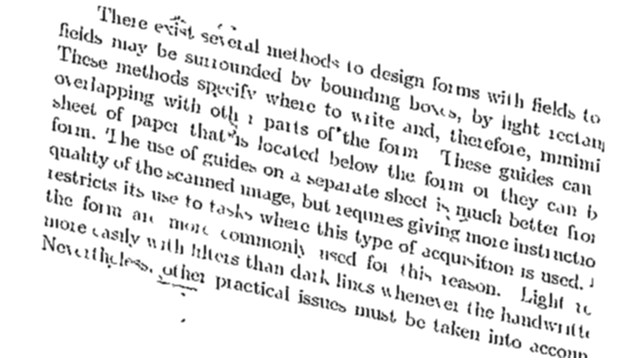 There exist several methods to design forms with fields to
fields may be surrounded by bounding boxes, by light rectang
These methods specify where to write and, therefore, minimi
overlapping with other parts of the form These guides can
sheet of paper that is located below the form or they can b
form. The use of guides on a separate sheet is much better fro
quality of the scanned image, but requires giving more instructio
restricts its use to tasks where this type of acquisition is used.
the form are more commonly used for this reason. Light re
more easily with filters than dark lines whenever the handwritte
Nevertheless, other practical issues must be taken into accoun